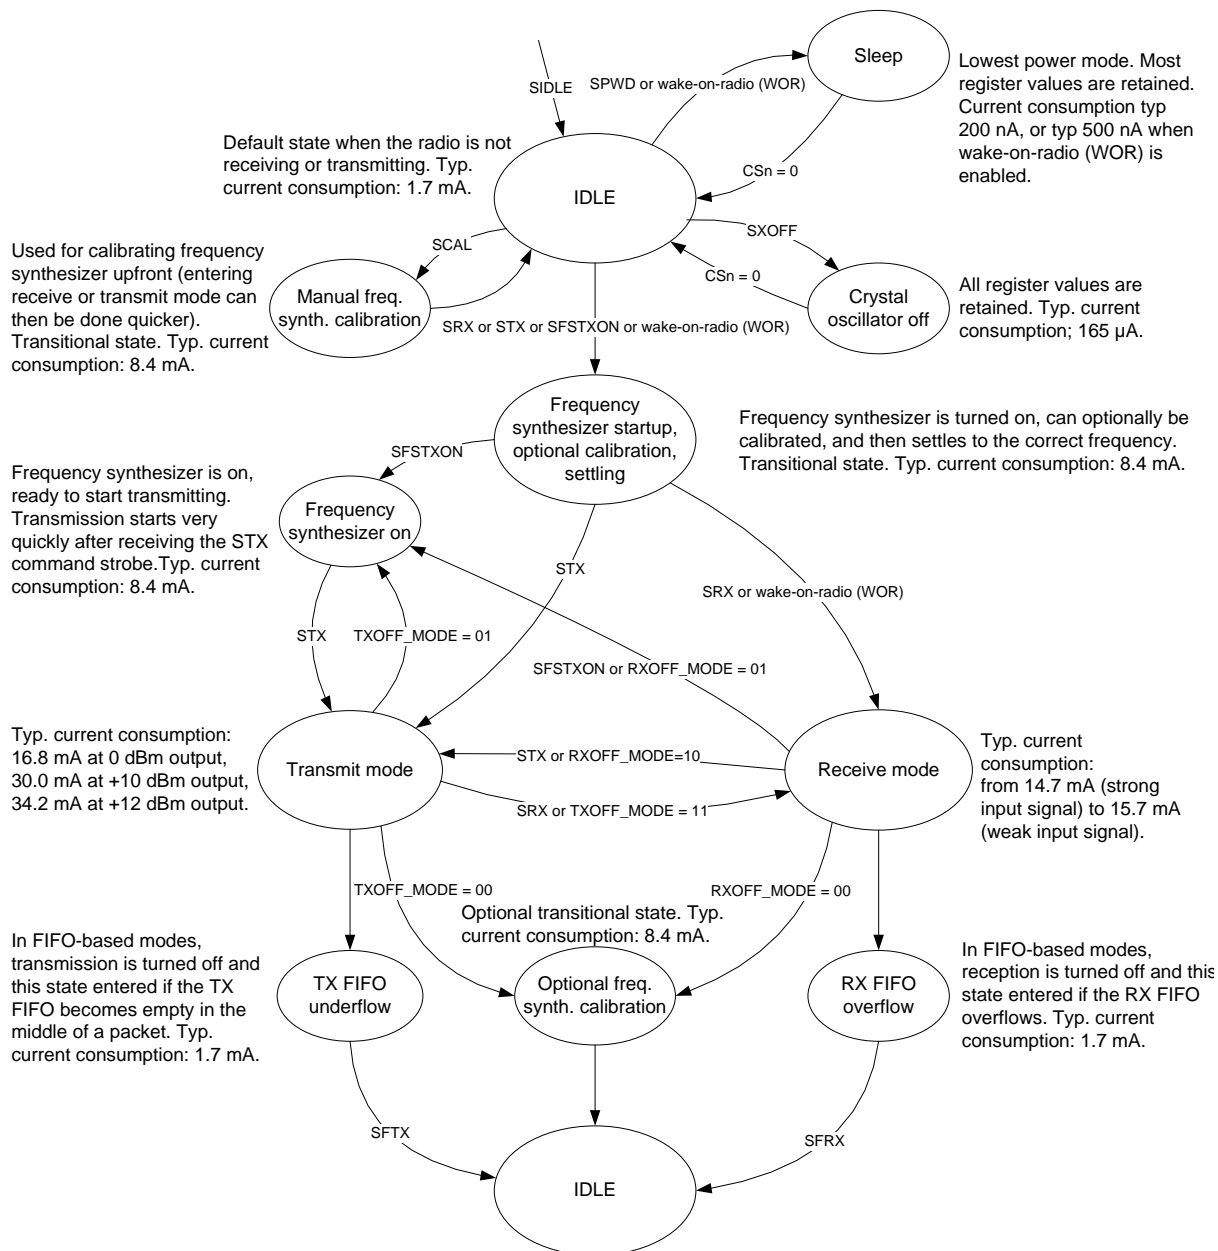 Sleep
Lowest power mode. Most
register values are retained.
Current consumption typ
200 nA, or typ 500 nA when
wake-on-radio (WOR) is
enabled.
SIDLE
SPWD or wake-on-radio (WOR)
Default state when the radio is not
receiving or transmitting. Typ.
current consumption: 1.7 mA.
CSn = 0
IDLE
SXOFF
SCAL
CSn = 0
Used for calibrating frequency
synthesizer upfront (entering
receive or transmit mode can
then be done quicker).
Transitional state. Typ. current
consumption: 8.4 mA.
Manual freq.
synth. calibration
Crystal
oscillator off
All register values are
retained. Typ. current
consumption; 165 µA.
SRX or STX or SFSTXON or wake-on-radio (WOR)
Frequency
synthesizer startup,
optional calibration,
settling
Frequency synthesizer is turned on, can optionally be
calibrated, and then settles to the correct frequency.
Transitional state. Typ. current consumption: 8.4 mA.
SFSTXON
Frequency synthesizer is on,
ready to start transmitting.
Transmission starts very
quickly after receiving the STX
command strobe.Typ. current
consumption: 8.4 mA.
Frequency
synthesizer on
STX
SRX or wake-on-radio (WOR)
STX
TXOFF_MODE = 01
SFSTXON or RXOFF_MODE = 01
Typ. current consumption:
16.8 mA at 0 dBm output,
30.0 mA at +10 dBm output,
34.2 mA at +12 dBm output.
Transmit mode
STX or RXOFF_MODE=10
SRX or TXOFF_MODE = 11
Receive mode
Typ. current
consumption:
from 14.7 mA (strong
input signal) to 15.7 mA
(weak input signal).
TXOFF_MODE = 00
RXOFF_MODE = 00
Optional transitional state. Typ.
current consumption: 8.4 mA.
In FIFO-based modes,
transmission is turned off and
this state entered if the TX
FIFO becomes empty in the
middle of a packet. Typ.
current consumption: 1.7 mA.
TX FIFO
underflow
Optional freq.
synth. calibration
RX FIFO
overflow
In FIFO-based modes,
reception is turned off and this
state entered if the RX FIFO
overflows. Typ. current
consumption: 1.7 mA.
SFTX
SFRX
IDLE